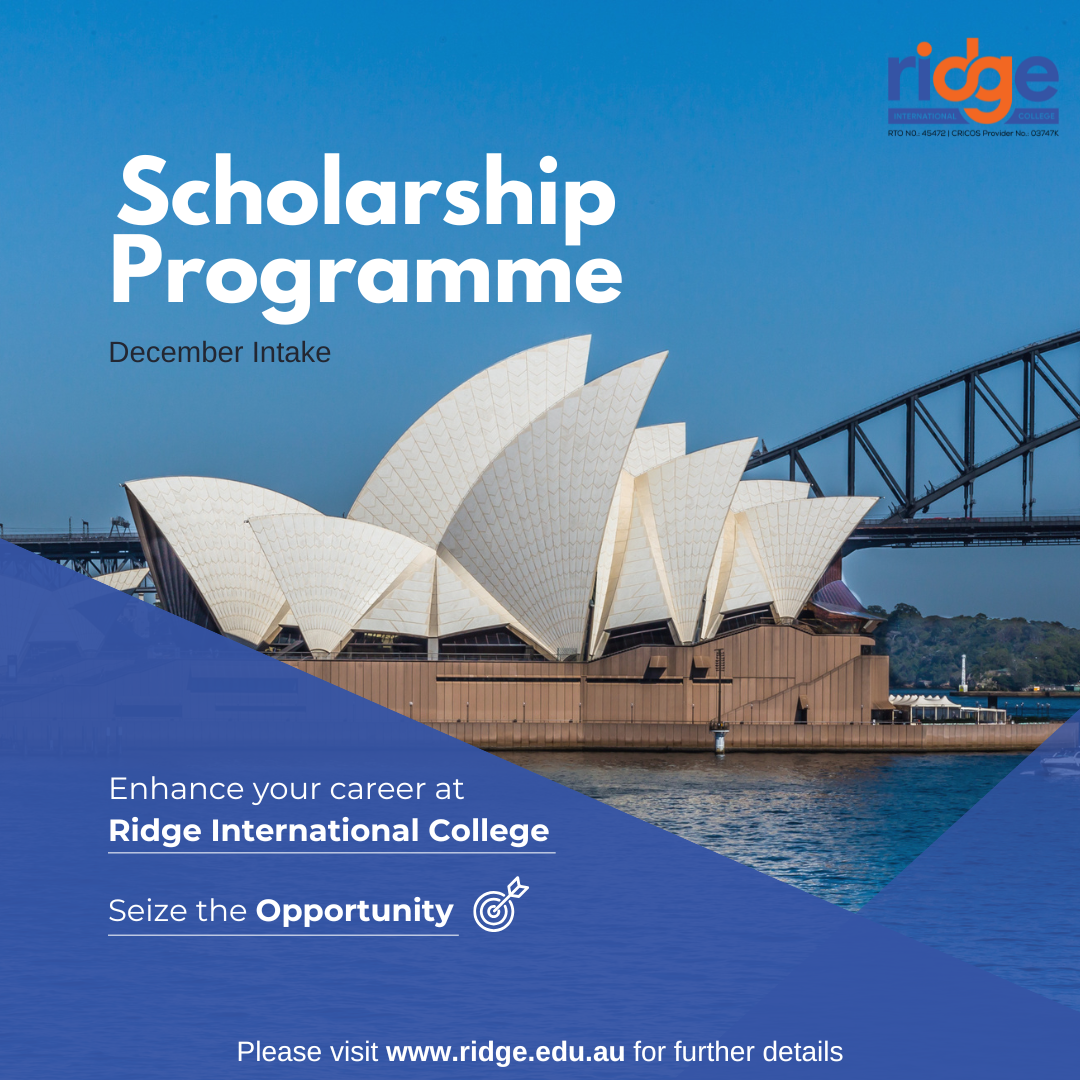 ridge
INTERNATIONAL COLLEGE
RTO NO.: 45472 | CRICOS Provider No.: 03747K
Scholarship
Programme
December Intake
Enhance your career at
Ridge International College
Seize the Opportunity
Please visit www.ridge.edu.au for further details